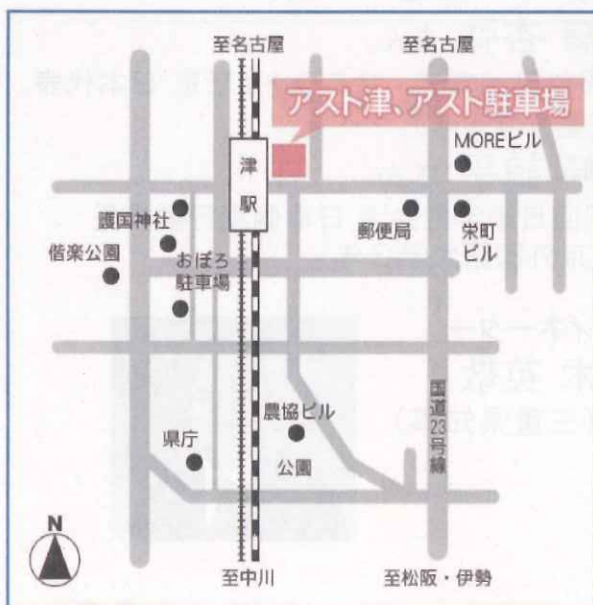 至名古屋
至名古屋
アスト津、アスト駐車場
MOREビル
津駅
護国神社
郵便局
栄町
ビル
偕楽公園
おぼろ
駐車場
国道23号線
農協ビル
県庁
公園
N
至中川
至松阪・伊勢